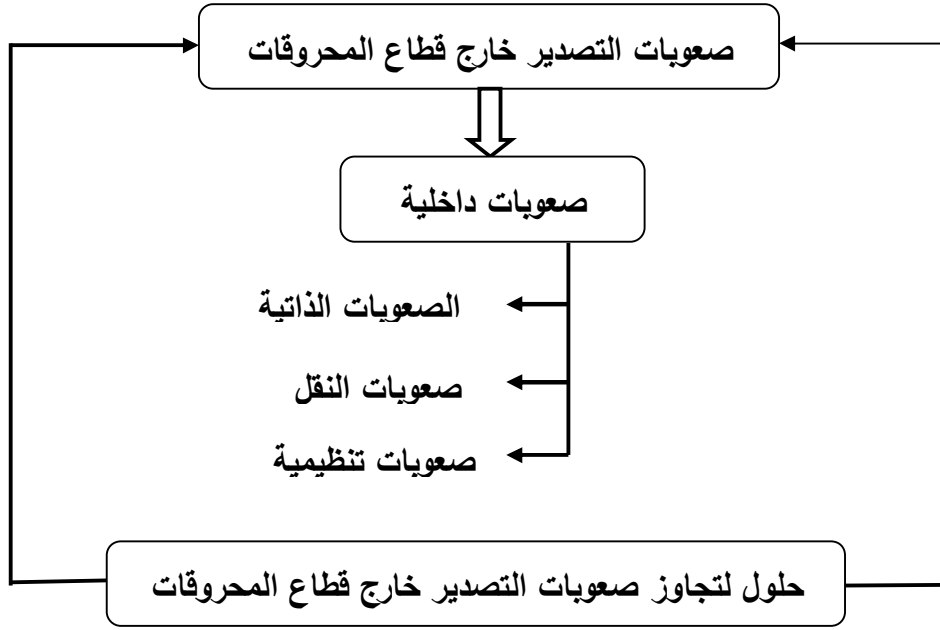 صعوبات التصدير خارج قطاع المحروقات
صعوبات داخلية
الصعوبات الذاتية
صعوبات النقل
صعوبات تنظيمية
حلول لتجاوز صعوبات التصدير خارج قطاع المحروقات